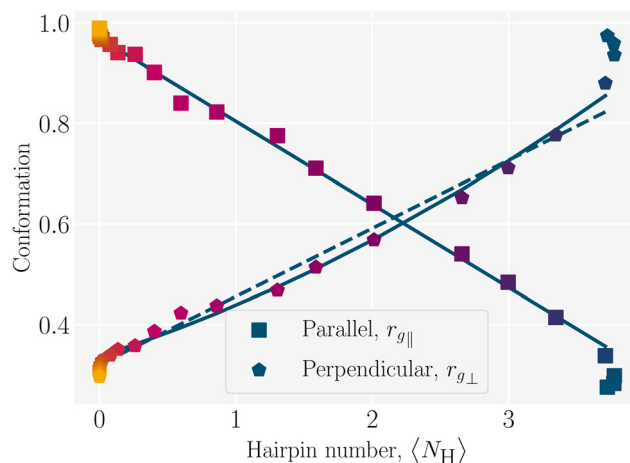 1.0
0.8
0.6
0.4
Conformation
Parallel, r_g∥
Perpendicular, r_g⊥
0 1 2 3
Hairpin number, ⟨N_H⟩